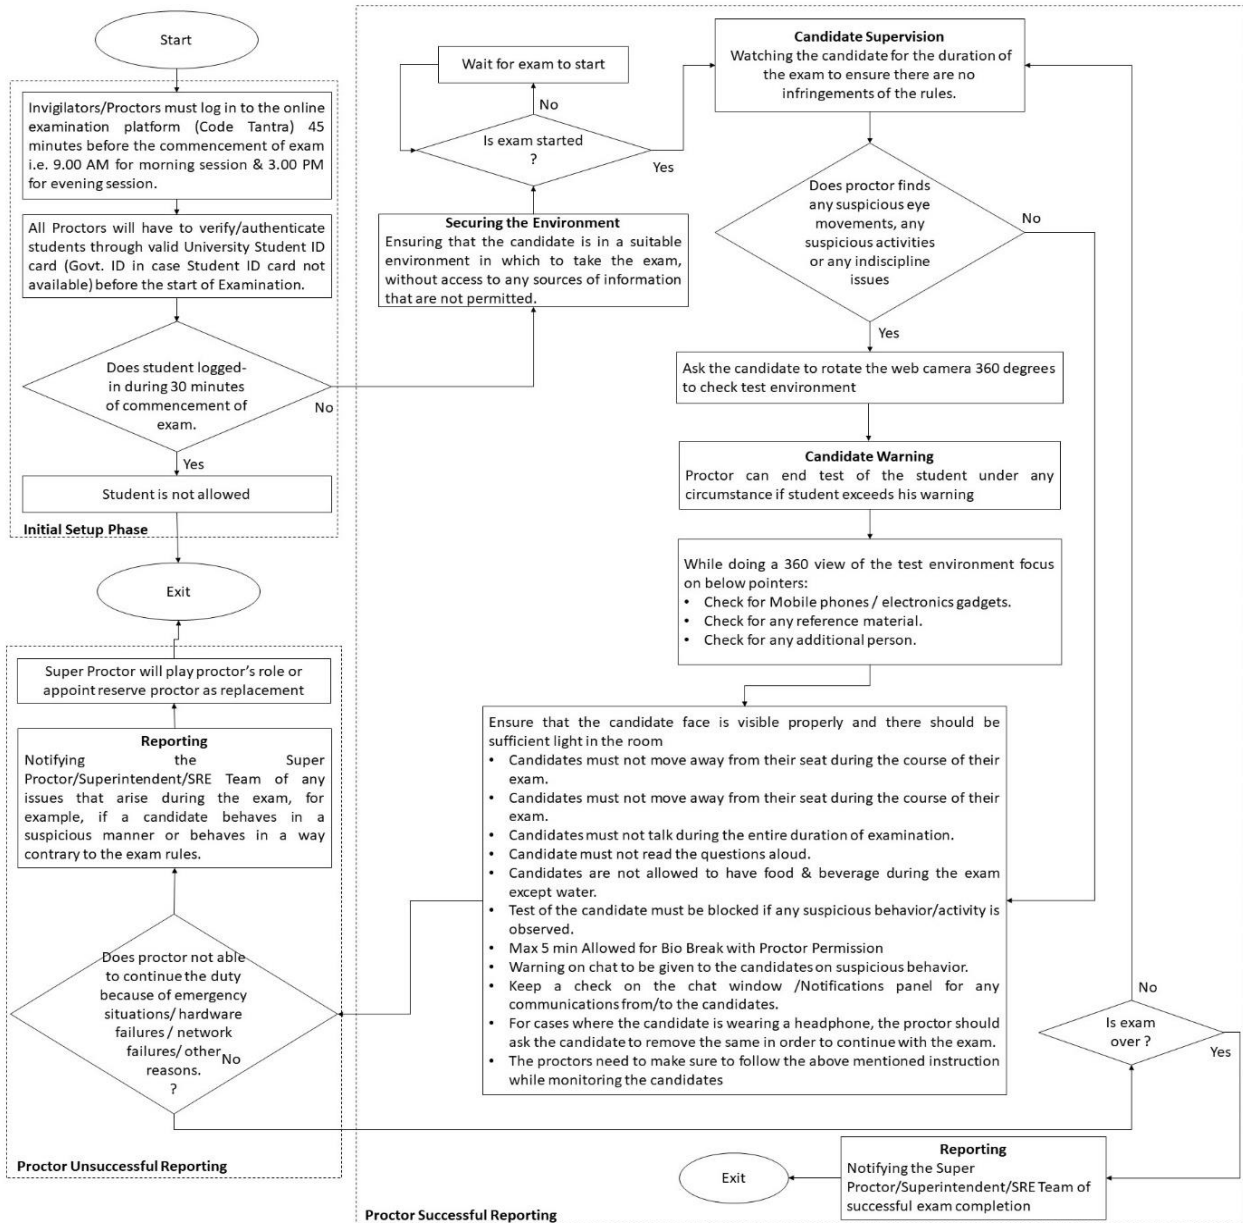 Start
Invigilators/Proctors must log in to the online
examination platform (Code Tantra) 45
minutes before the commencement of exam
i.e. 9.00 AM for morning session & 3.00 PM
for evening session.
All Proctors will have to verify/authenticate
students through valid University Student ID
card (Govt. ID in case Student ID card not
available) before the start of Examination.
Does student logged-
in during 30 minutes
of commencement of
exam.
No
Yes
Student is not allowed
Initial Setup Phase
Exit
Super Proctor will play proctor's role or
appoint reserve proctor as replacement
Reporting
Notifying the Super
Proctor/Superintendent/SRE Team of any
issues that arise during the exam, for
example, if a candidate behaves in a
suspicious manner or behaves in a way
contrary to the exam rules.
Does proctor not able
to continue the duty
because of emergency
situations/ hardware
failures / network
failures/ other
reasons.
?
No
Proctor Unsuccessful Reporting
Wait for exam to start
No
Is exam started
?
Yes
Securing the Environment
Ensuring that the candidate is in a suitable
environment in which to take the exam,
without access to any sources of information
that are not permitted.
Candidate Supervision
Watching the candidate for the duration of
the exam to ensure there are no
infringements of the rules.
Does proctor finds
any suspicious eye
movements, any
suspicious activities
or any indiscipline
issues
No
Yes
Ask the candidate to rotate the web camera 360 degrees
to check test environment
Candidate Warning
Proctor can end test of the student under any
circumstance if student exceeds his warning
While doing a 360 view of the test environment focus
on below pointers:
• Check for Mobile phones / electronics gadgets.
• Check for any reference material.
• Check for any additional person.
Ensure that the candidate face is visible properly and there should be
sufficient light in the room
• Candidates must not move away from their seat during the course of their
exam.
• Candidates must not move away from their seat during the course of their
exam.
• Candidates must not talk during the entire duration of examination.
• Candidate must not read the questions aloud.
• Candidates are not allowed to have food & beverage during the exam
except water.
• Test of the candidate must be blocked if any suspicious behavior/activity is
observed.
• Max 5 min Allowed for Bio Break with Proctor Permission
• Warning on chat to be given to the candidates on suspicious behavior.
• Keep a check on the chat window /Notifications panel for any
communications from/to the candidates.
• For cases where the candidate is wearing a headphone, the proctor should
ask the candidate to remove the same in order to continue with the exam.
• The proctors need to make sure to follow the above mentioned instruction
while monitoring the candidates
No
Is exam
over ?
Yes
Reporting
Notifying the Super
Proctor/Superintendent/SRE Team of
successful exam completion
Exit
Proctor Successful Reporting